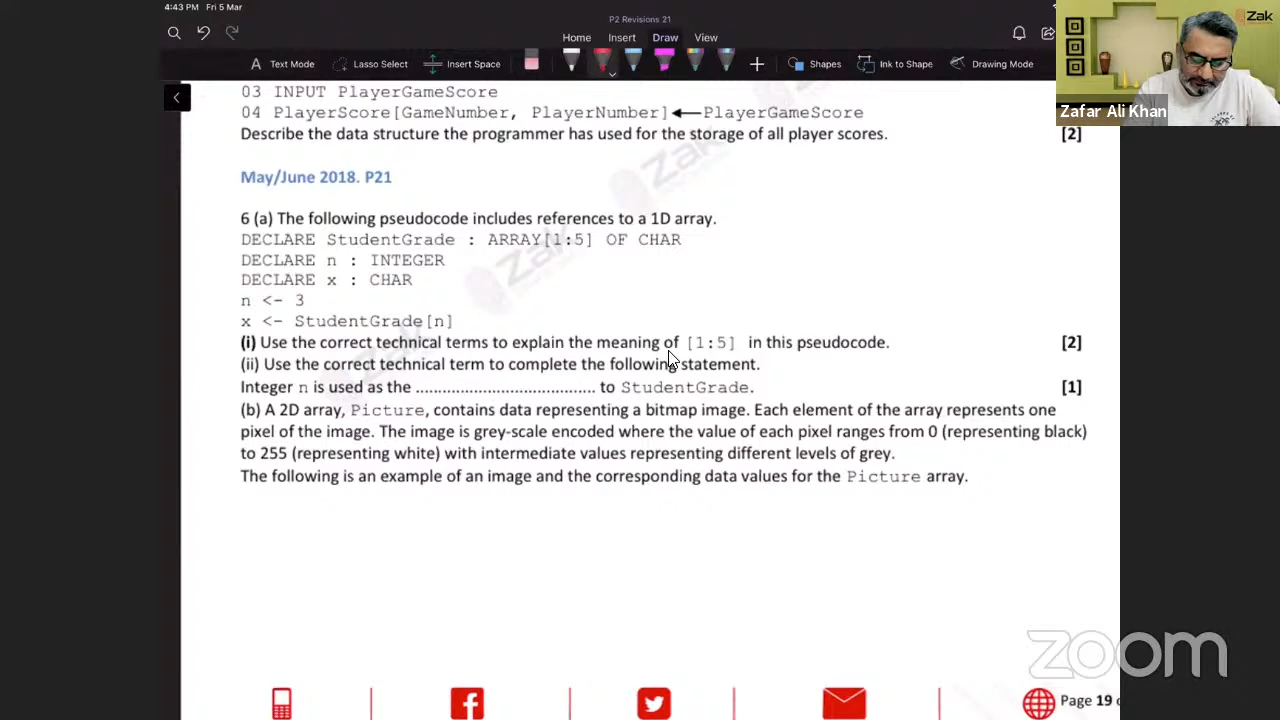 4:43 PM Fri 5 Mar
P2 Revisions 21
Home Insert Draw View
Text Mode Lasso Select Insert Space Shapes Ink to Shape Drawing Mode
Zak
Zafar Ali Khan
03 INPUT PlayerGameScore
04 PlayerScore[GameNumber, PlayerNumber] ← PlayerGameScore
Describe the data structure the programmer has used for the storage of all player scores. [2]
May/June 2018. P21
6 (a) The following pseudocode includes references to a 1D array.
DECLARE StudentGrade : ARRAY[1:5] OF CHAR
DECLARE n : INTEGER
DECLARE x : CHAR
n <- 3
x <- StudentGrade[n]
(i) Use the correct technical terms to explain the meaning of [1:5] in this pseudocode. [2]
(ii) Use the correct technical term to complete the following statement.
Integer n is used as the ...................................... to StudentGrade. [1]
(b) A 2D array, Picture, contains data representing a bitmap image. Each element of the array represents one
pixel of the image. The image is grey-scale encoded where the value of each pixel ranges from 0 (representing black)
to 255 (representing white) with intermediate values representing different levels of grey.
The following is an example of an image and the corresponding data values for the Picture array.
Zak
Zak
Zak
zoom
Page 19